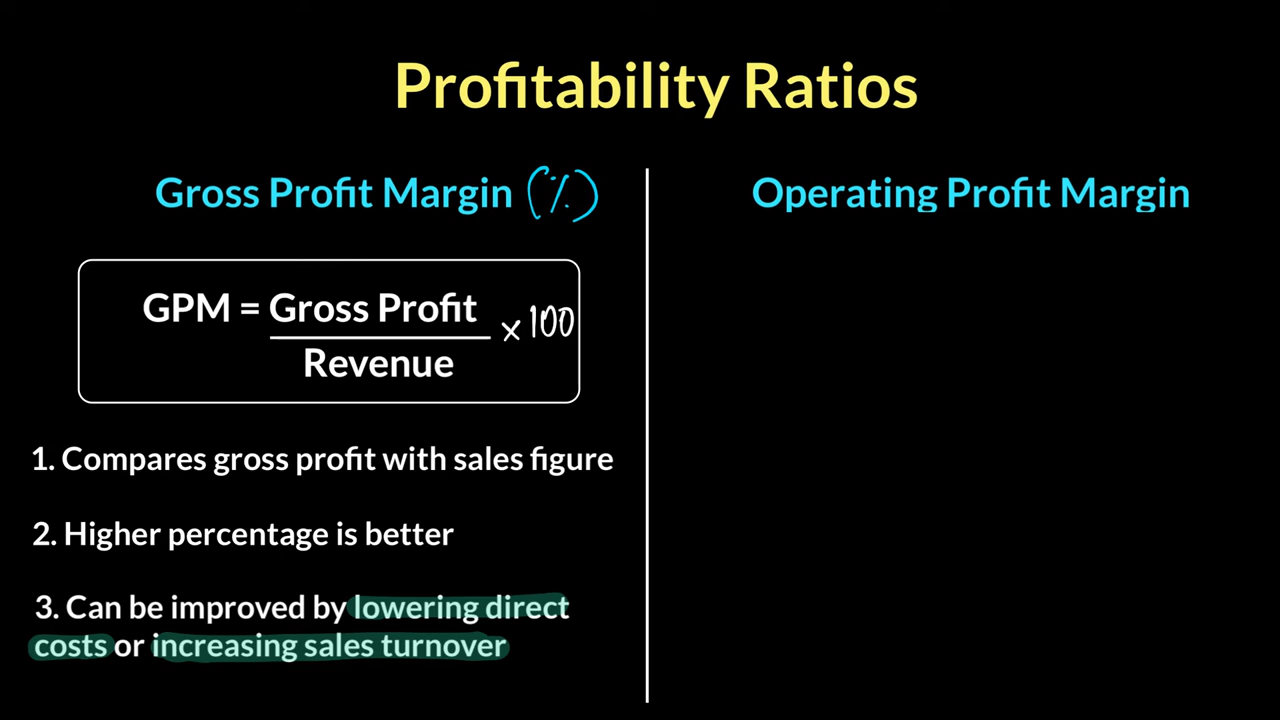 Profitability Ratios
Gross Profit Margin (%)
GPM = Gross Profit × 100
Revenue
1. Compares gross profit with sales figure
2. Higher percentage is better
3. Can be improved by lowering direct
costs or increasing sales turnover
Operating Profit Margin